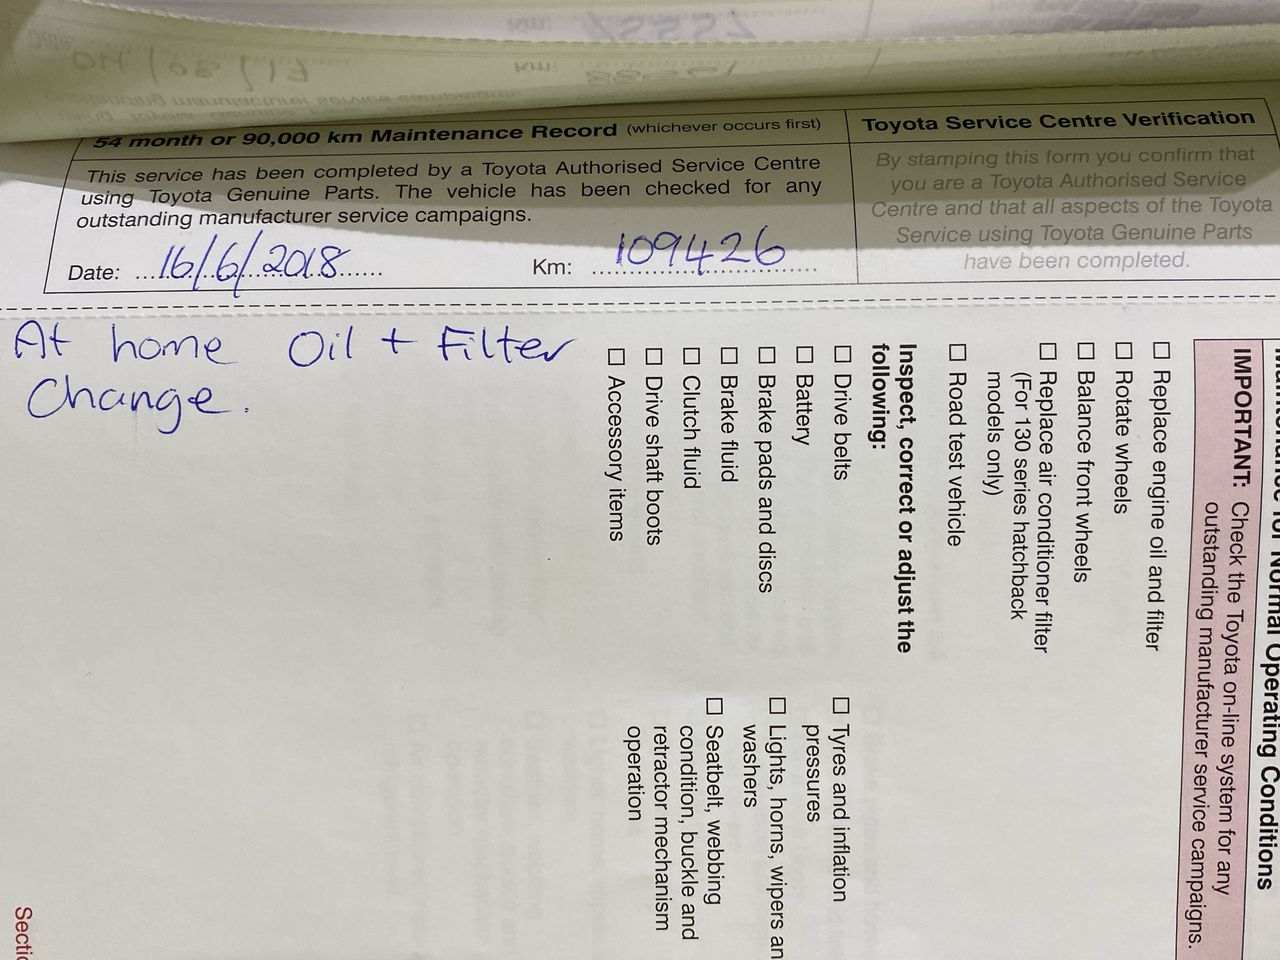 54 month or 90,000 km Maintenance Record (whichever occurs first)
This service has been completed by a Toyota Authorised Service Centre
using Toyota Genuine Parts. The vehicle has been checked for any
outstanding manufacturer service campaigns.
Date: 16/6/2018 Km: 109426
Toyota Service Centre Verification
By stamping this form you confirm that
you are a Toyota Authorised Service
Centre and that all aspects of the Toyota
Service using Toyota Genuine Parts
have been completed.
At home Oil + Filter
Change.
for Normal Operating Conditions
IMPORTANT: Check the Toyota on-line system for any
outstanding manufacturer service campaigns.
☐ Replace engine oil and filter
☐ Rotate wheels
☐ Balance front wheels
☐ Replace air conditioner filter
(For 130 series hatchback
models only)
☐ Road test vehicle
Inspect, correct or adjust the
following:
☐ Drive belts
☐ Battery
☐ Brake pads and discs
☐ Brake fluid
☐ Clutch fluid
☐ Drive shaft boots
☐ Accessory items
☐ Tyres and inflation
pressures
☐ Lights, horns, wipers an
washers
☐ Seatbelt, webbing
condition, buckle and
retractor mechanism
operation
Sectio